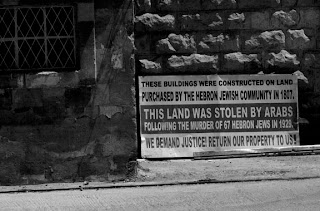 THESE BUILDINGS WERE CONSTRUCTED ON LAND
PURCHASED BY THE HEBRON JEWISH COMMUNITY IN 1807.
THIS LAND WAS STOLEN BY ARABS
FOLLOWING THE MURDER OF 67 HEBRON JEWS IN 1929.
WE DEMAND JUSTICE! RETURN OUR PROPERTY TO US!